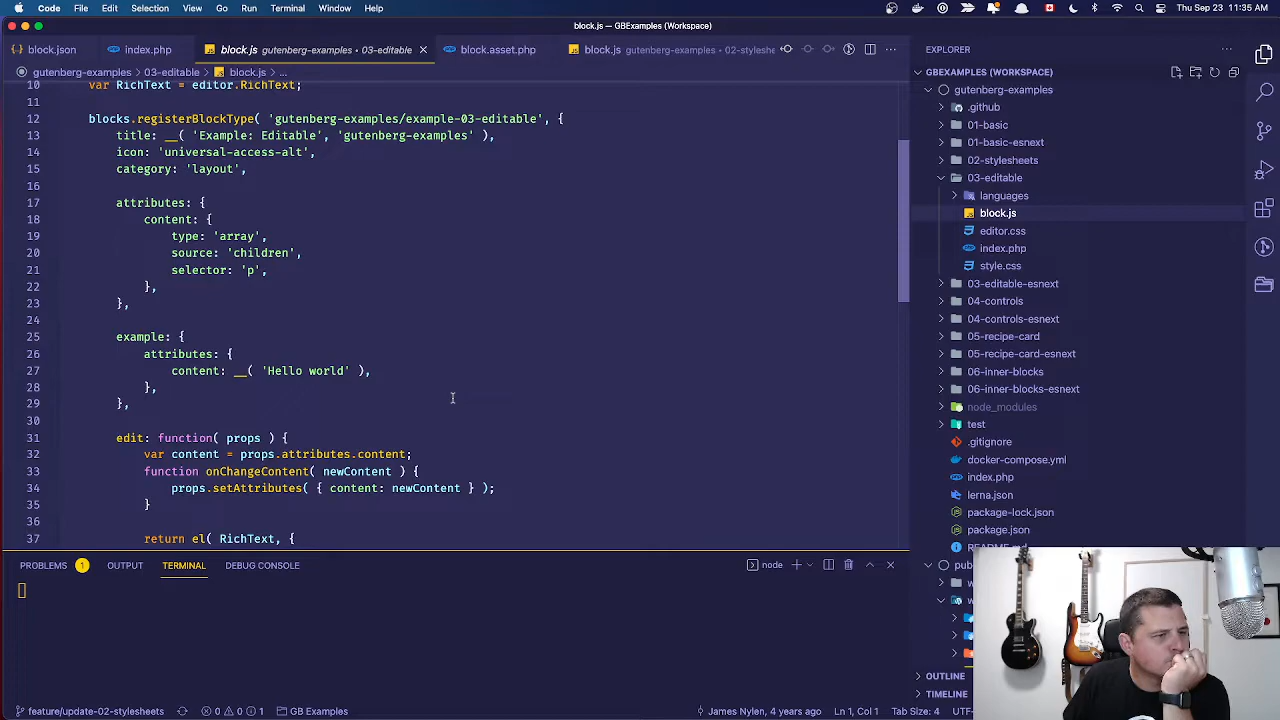 Code File Edit Selection View Go Run Terminal Window Help
Thu Sep 23 11:35 AM
block.js — GBExamples (Workspace)
block.json
index.php
block.js gutenberg-examples • 03-editable
block.asset.php
block.js gutenberg-examples • 02-styleshe
gutenberg-examples > 03-editable > block.js > ...
10 var RichText = editor.RichText;
11
12 blocks.registerBlockType( 'gutenberg-examples/example-03-editable', {
13 title: __( 'Example: Editable', 'gutenberg-examples' ),
14 icon: 'universal-access-alt',
15 category: 'layout',
16
17 attributes: {
18 content: {
19 type: 'array',
20 source: 'children',
21 selector: 'p',
22 },
23 },
24
25 example: {
26 attributes: {
27 content: __( 'Hello world' ),
28 },
29 },
30
31 edit: function( props ) {
32 var content = props.attributes.content;
33 function onChangeContent( newContent ) {
34 props.setAttributes( { content: newContent } );
35 }
36
37 return el( RichText, {
PROBLEMS 1 OUTPUT TERMINAL DEBUG CONSOLE
node
EXPLORER
GBEXAMPLES (WORKSPACE)
gutenberg-examples
.github
01-basic
01-basic-esnext
02-stylesheets
03-editable
languages
block.js
editor.css
index.php
style.css
03-editable-esnext
04-controls
04-controls-esnext
05-recipe-card
05-recipe-card-esnext
06-inner-blocks
06-inner-blocks-esnext
node_modules
test
.gitignore
docker-compose.yml
index.php
lerna.json
package-lock.json
package.json
README.md
OUTLINE
TIMELINE
feature/update-02-stylesheets 0 0 1 GB Examples
James Nylen, 4 years ago Ln 1, Col 1 Tab Size: 4 UTF-